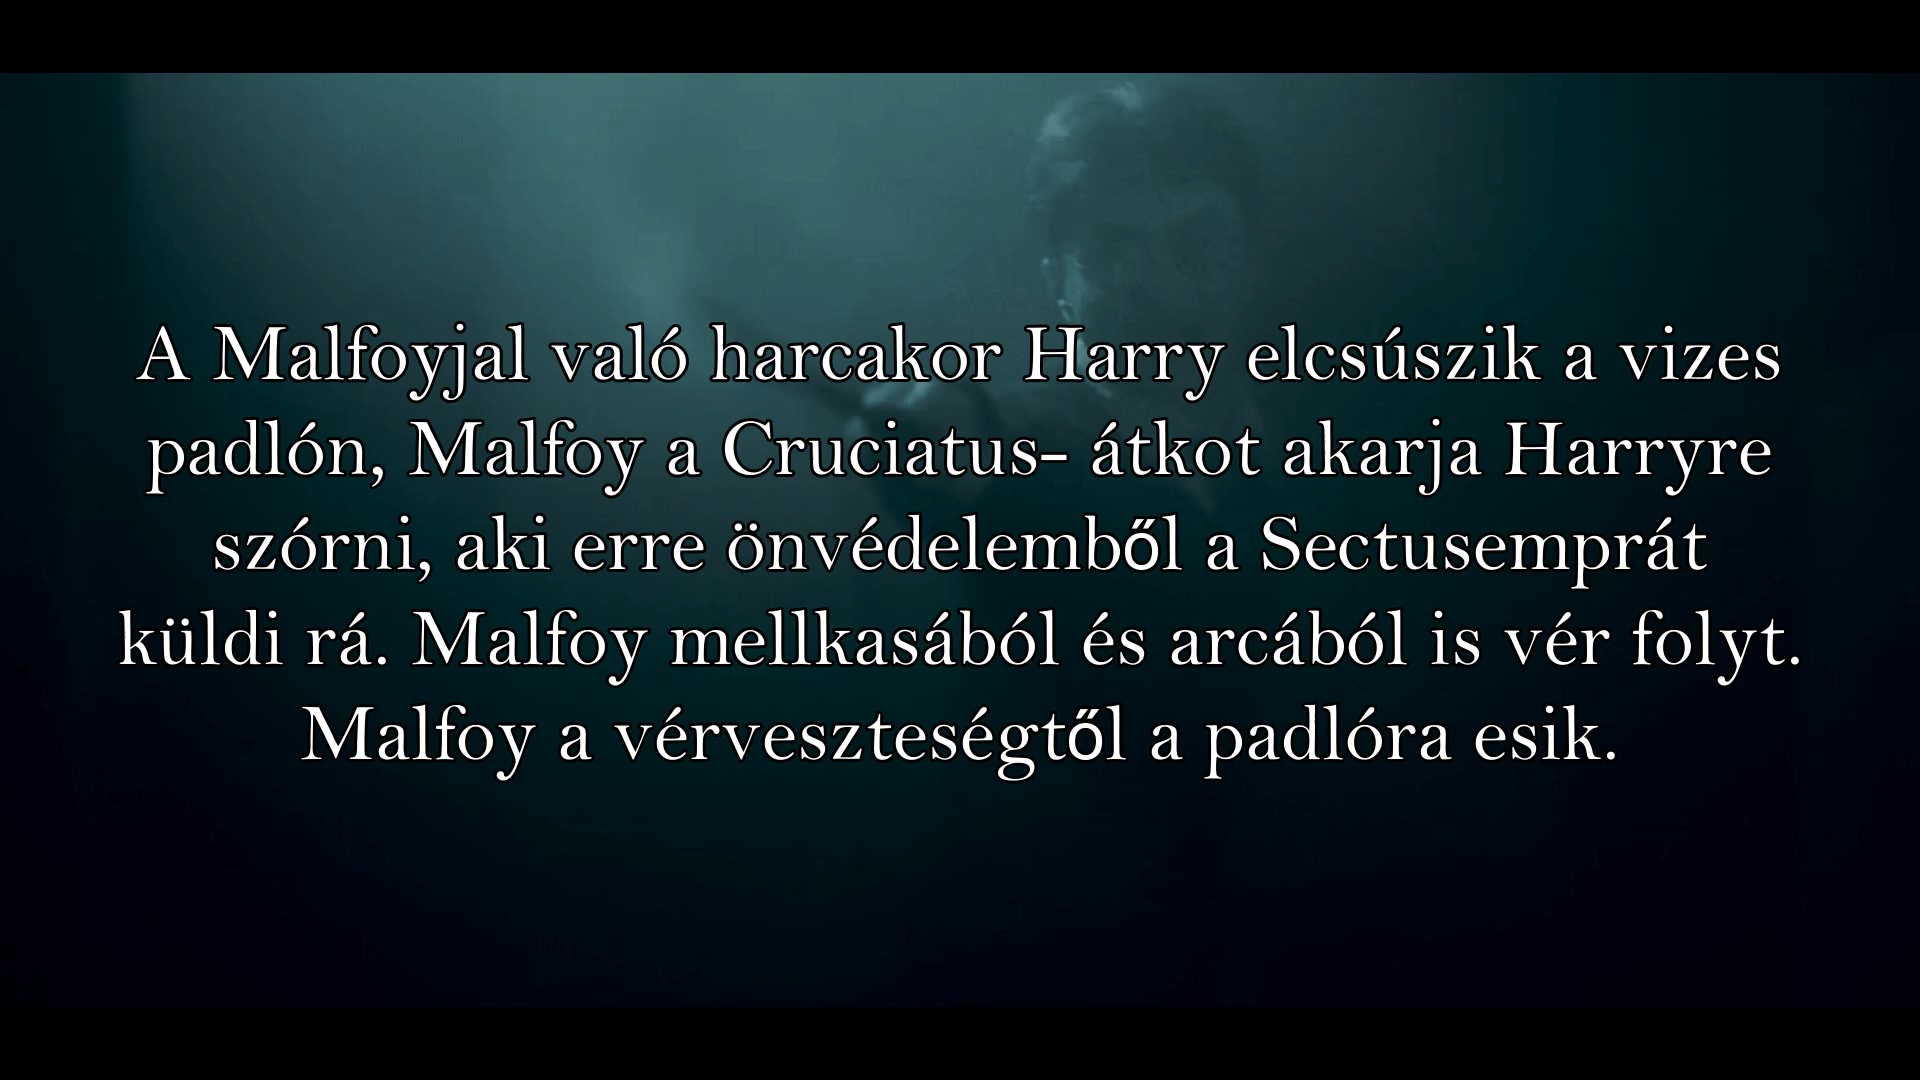 A Malfoyjal való harcakor Harry elcsúszik a vizes
padlón, Malfoy a Cruciatus- átkot akarja Harryre
szórni, aki erre önvédelemből a Sectusemprát
küldi rá. Malfoy mellkasából és arcából is vér folyt.
Malfoy a vérveszteségtől a padlóra esik.